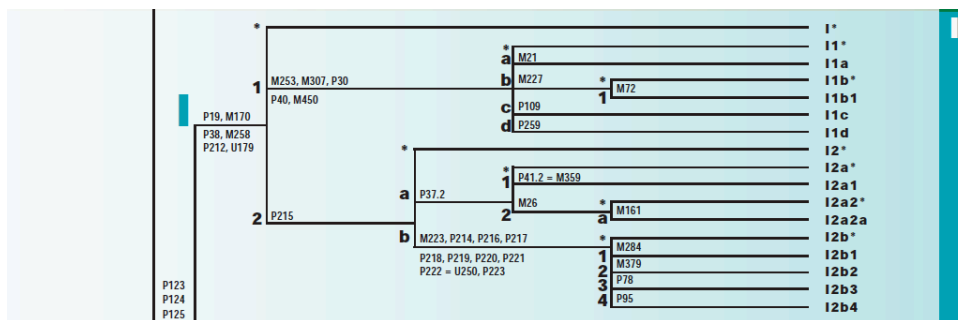 * I*
* I1*
a M21 I1a
1 M253, M307, P30 b M227 * I1b*
P40, M450 1 M72 I1b1
c P109 I1c
P19, M170 d P259 I1d
P38, M258
P212, U179
* I2*
* I2a*
1 P41.2 = M359 I2a1
a P37.2
2 M26 * I2a2*
2 P215 a M161 I2a2a
b M223, P214, P216, P217 * I2b*
P218, P219, P220, P221 1 M284 I2b1
P222 = U250, P223 2 M379 I2b2
3 P78 I2b3
4 P95 I2b4
P123
P124
P125